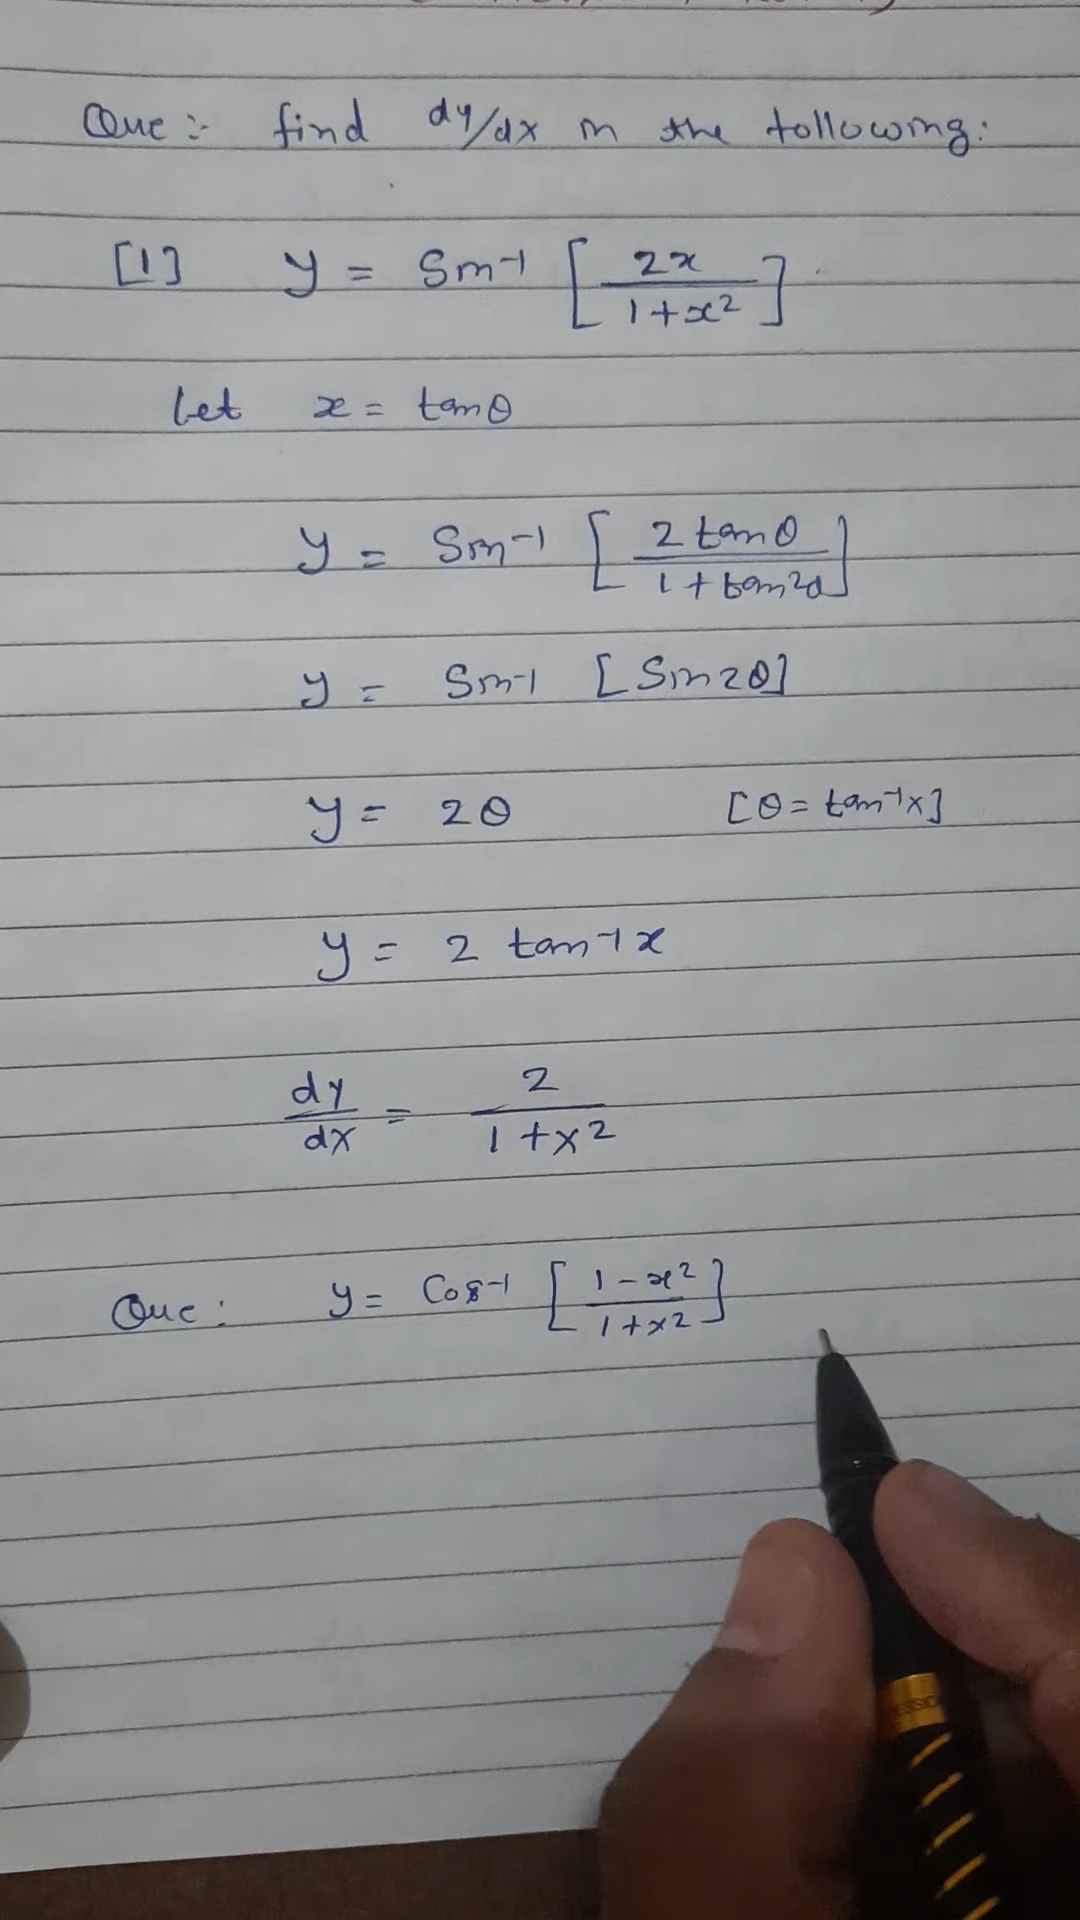 Que :- find dy/dx in the following:
[1] y = Sin-1 [ 2x / 1+x² ]
Let x = tanθ
y = Sin-1 [ 2 tanθ / 1+tan2θ ]
y = Sin-1 [Sin2θ]
y = 2θ [θ = tan-1x]
y = 2 tan-1x
dy/dx = 2 / 1+x²
Que : y = Cos-1 [ 1-x² / 1+x² ]